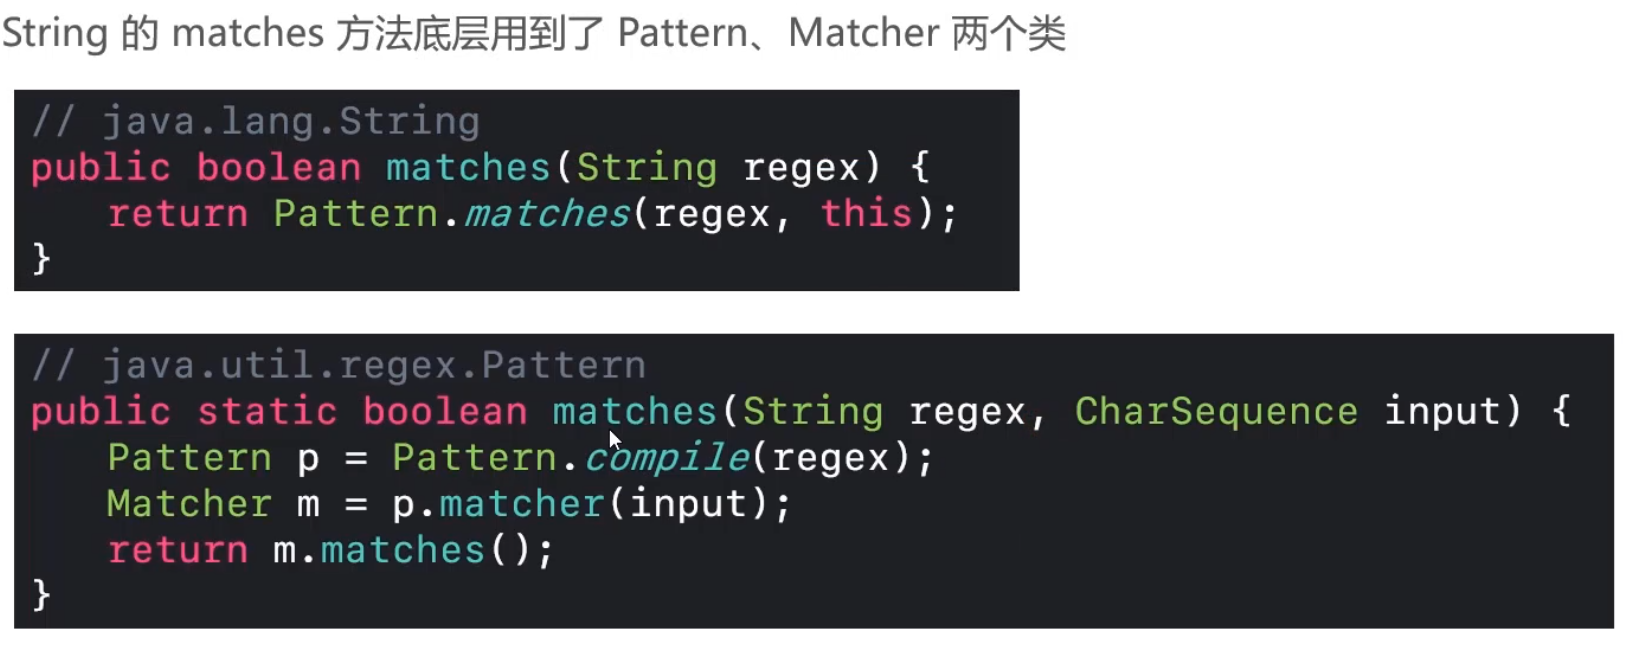 String 的 matches 方法底层用到了 Pattern、Matcher 两个类
// java.lang.String
public boolean matches(String regex) {
    return Pattern.matches(regex, this);
}
// java.util.regex.Pattern
public static boolean matches(String regex, CharSequence input) {
    Pattern p = Pattern.compile(regex);
    Matcher m = p.matcher(input);
    return m.matches();
}